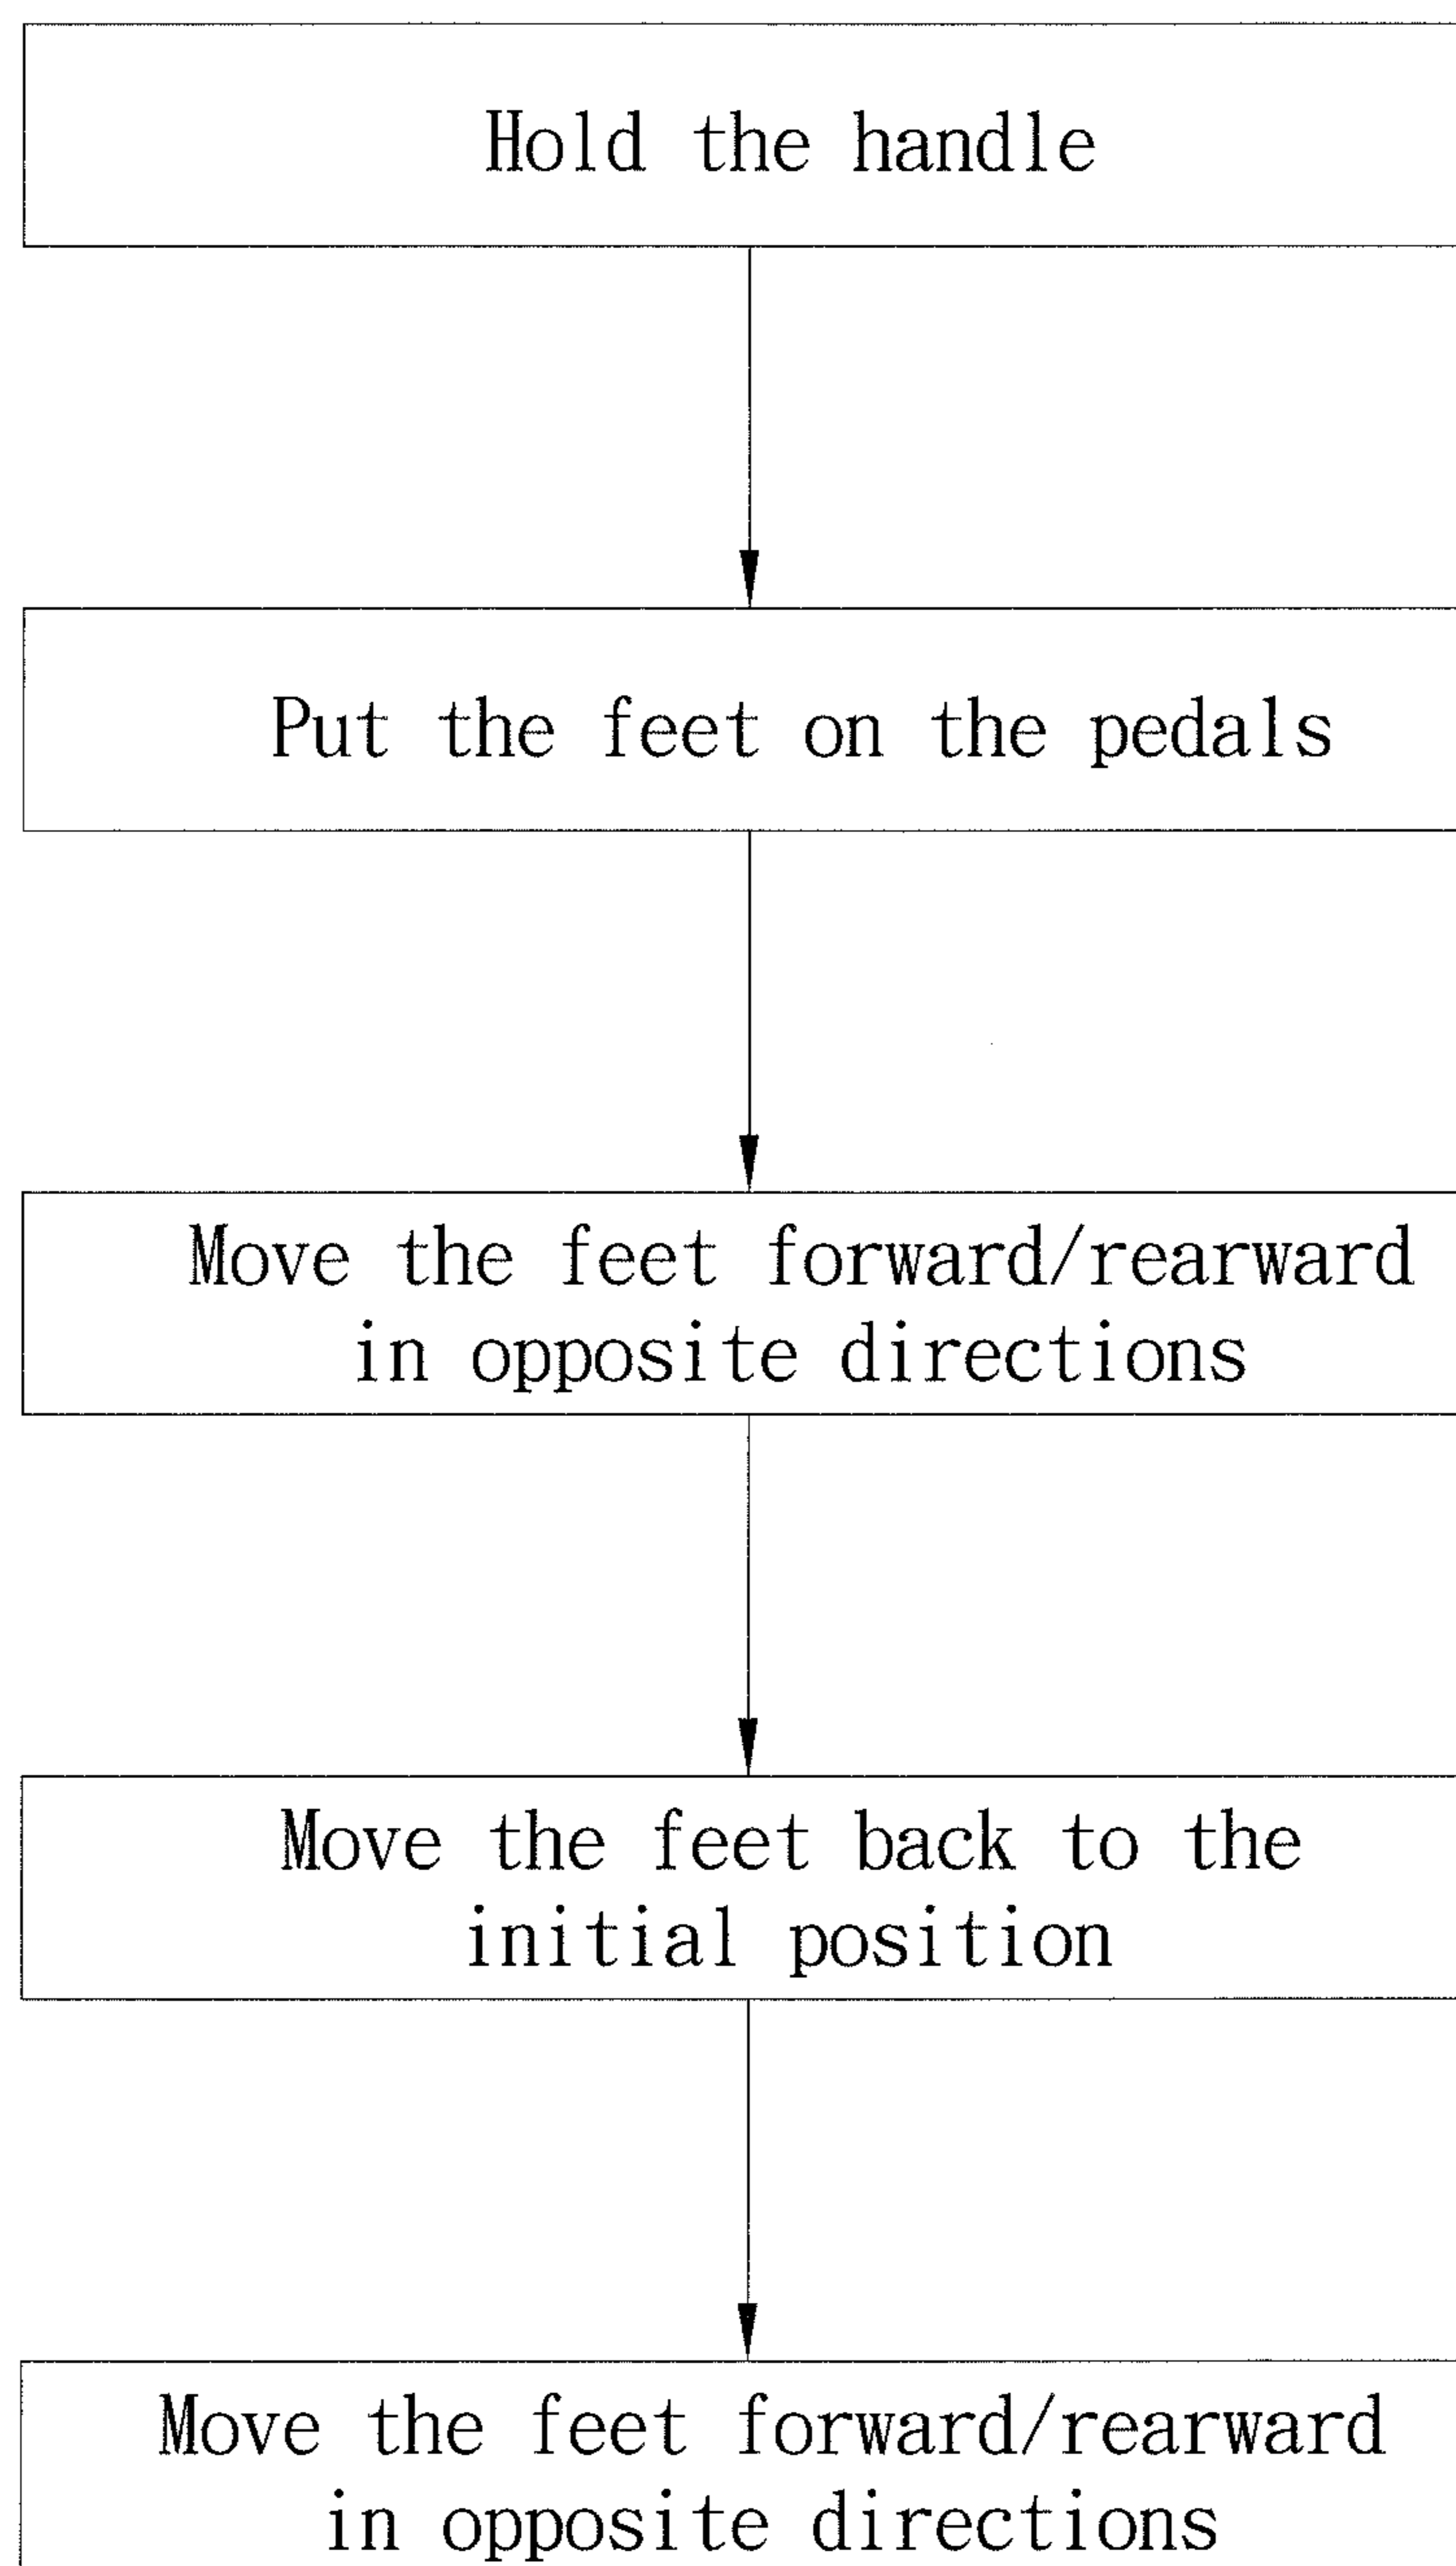 Hold the handle
Put the feet on the pedals
Move the feet forward/rearward
in opposite directions
Move the feet back to the
initial position
Move the feet forward/rearward
in opposite directions